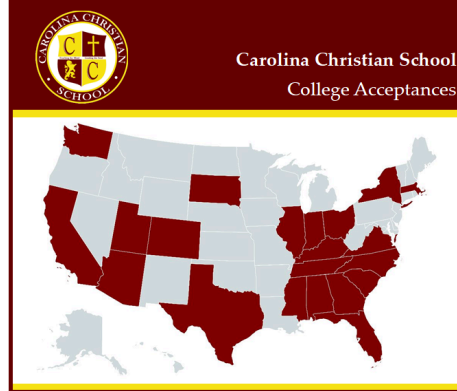 CAROLINA CHRISTIAN
C
C
SCHOOL
Carolina Christian School
College Acceptances